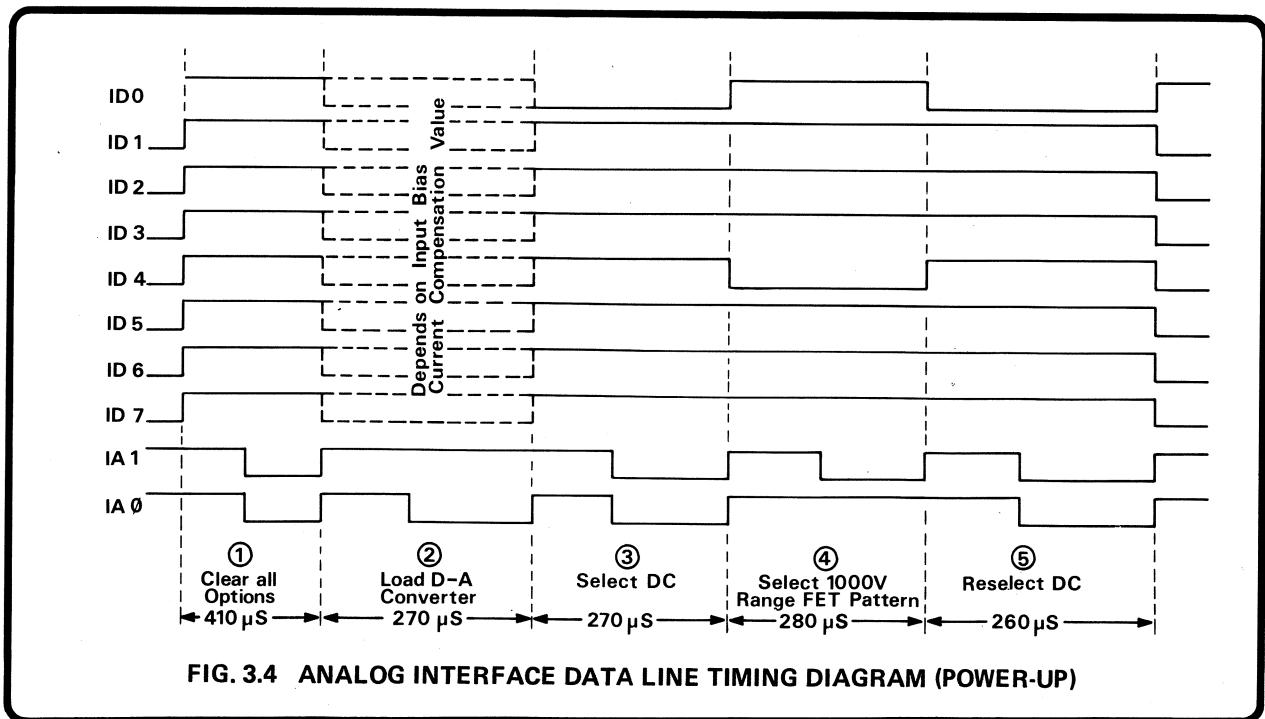 ID0
ID 1
ID 2
ID 3
ID 4
ID 5
ID 6
ID 7
IA 1
IA Ø
Depends on Input Bias
Current Compensation Value
①
Clear all
Options
410 µS
②
Load D-A
Converter
270 µS
③
Select DC
270 µS
④
Select 1000V
Range FET Pattern
280 µS
⑤
Reselect DC
260 µS
FIG. 3.4 ANALOG INTERFACE DATA LINE TIMING DIAGRAM (POWER-UP)